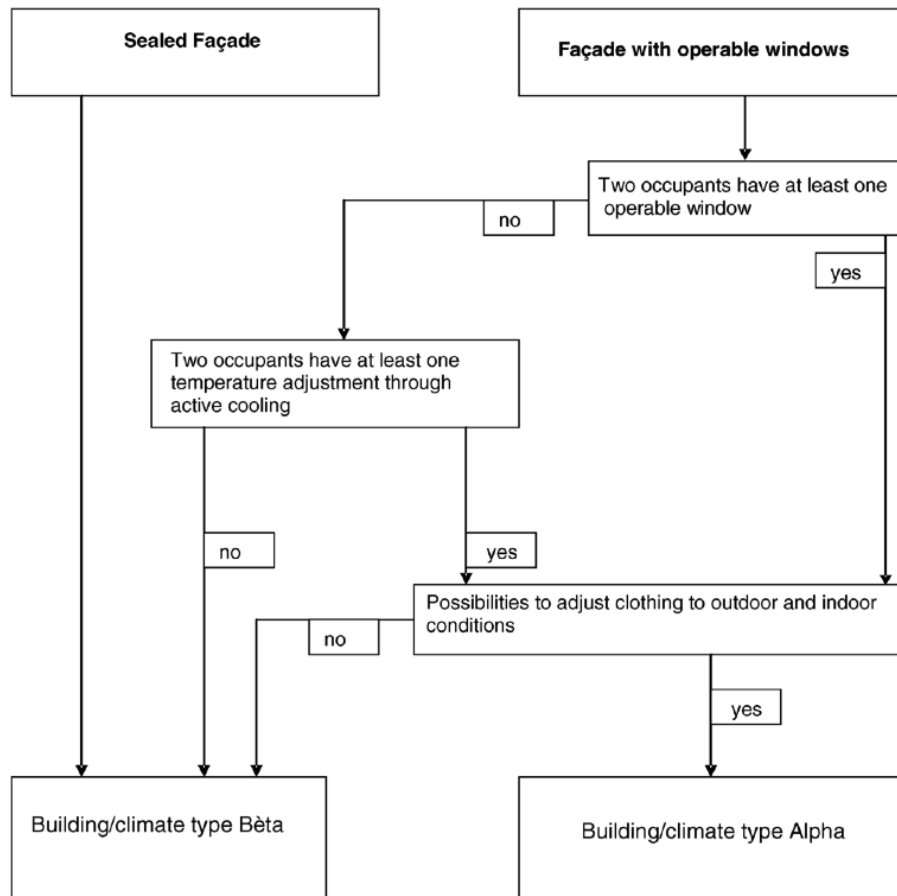 Sealed Façade
Façade with operable windows
Two occupants have at least one
operable window
no
yes
Two occupants have at least one
temperature adjustment through
active cooling
no
yes
Possibilities to adjust clothing to outdoor and indoor
conditions
no
yes
Building/climate type Bèta
Building/climate type Alpha